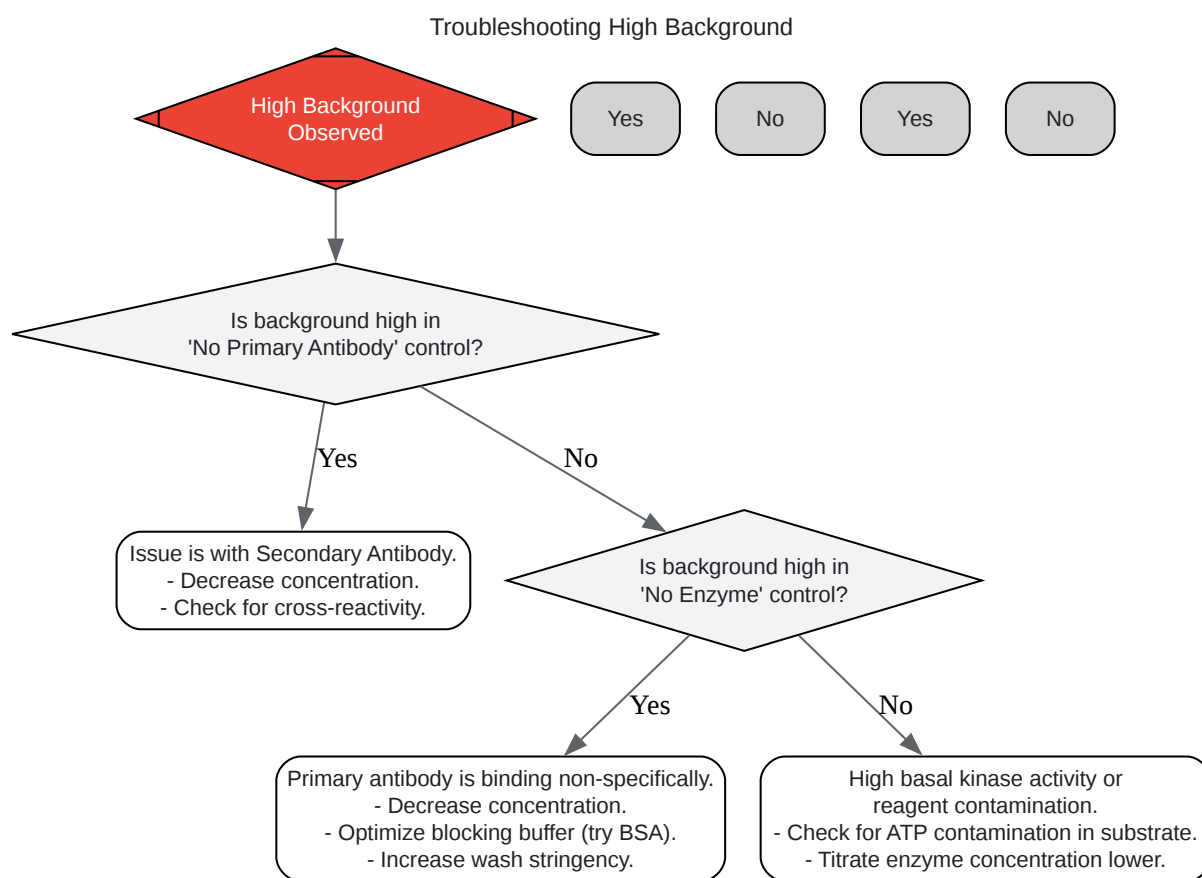 Troubleshooting High Background
High Background
Observed
Yes
No
Yes
No
Is background high in
'No Primary Antibody' control?
Yes
No
Issue is with Secondary Antibody.
- Decrease concentration.
- Check for cross-reactivity.
Is background high in
'No Enzyme' control?
Yes
No
Primary antibody is binding non-specifically.
- Decrease concentration.
- Optimize blocking buffer (try BSA).
- Increase wash stringency.
High basal kinase activity or
reagent contamination.
- Check for ATP contamination in substrate.
- Titrate enzyme concentration lower.